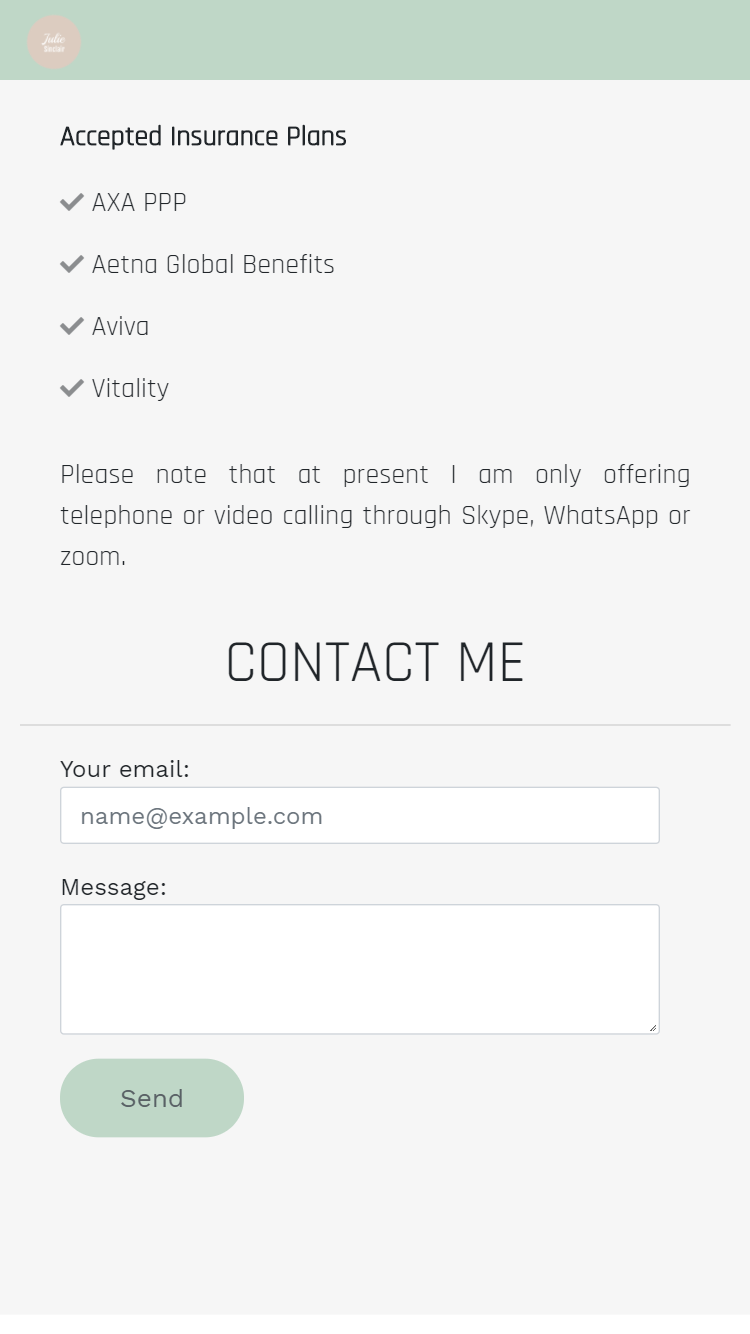 Julie
Accepted Insurance Plans
AXA PPP
Aetna Global Benefits
Aviva
Vitality
Please note that at present I am only offering
telephone or video calling through Skype, WhatsApp or
zoom.
CONTACT ME
Your email:
name@example.com
Message:
Send